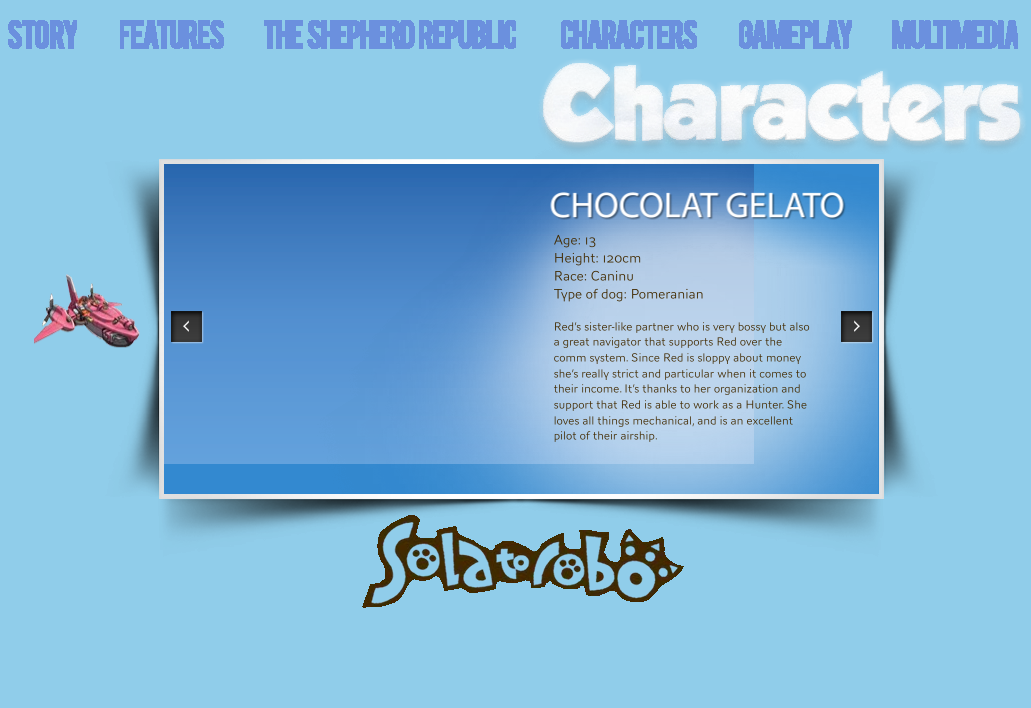 STORY FEATURES THE SHEPHERD REPUBLIC CHARACTERS GAMEPLAY MULTIMEDIA
Characters
CHOCOLAT GELATO
Age: 13
Height: 120cm
Race: Caninu
Type of dog: Pomeranian
Red's sister-like partner who is very bossy but also
a great navigator that supports Red over the
comm system. Since Red is sloppy about money
she's really strict and particular when it comes to
their income. It's thanks to her organization and
support that Red is able to work as a Hunter. She
loves all things mechanical, and is an excellent
pilot of their airship.
Solatorobo